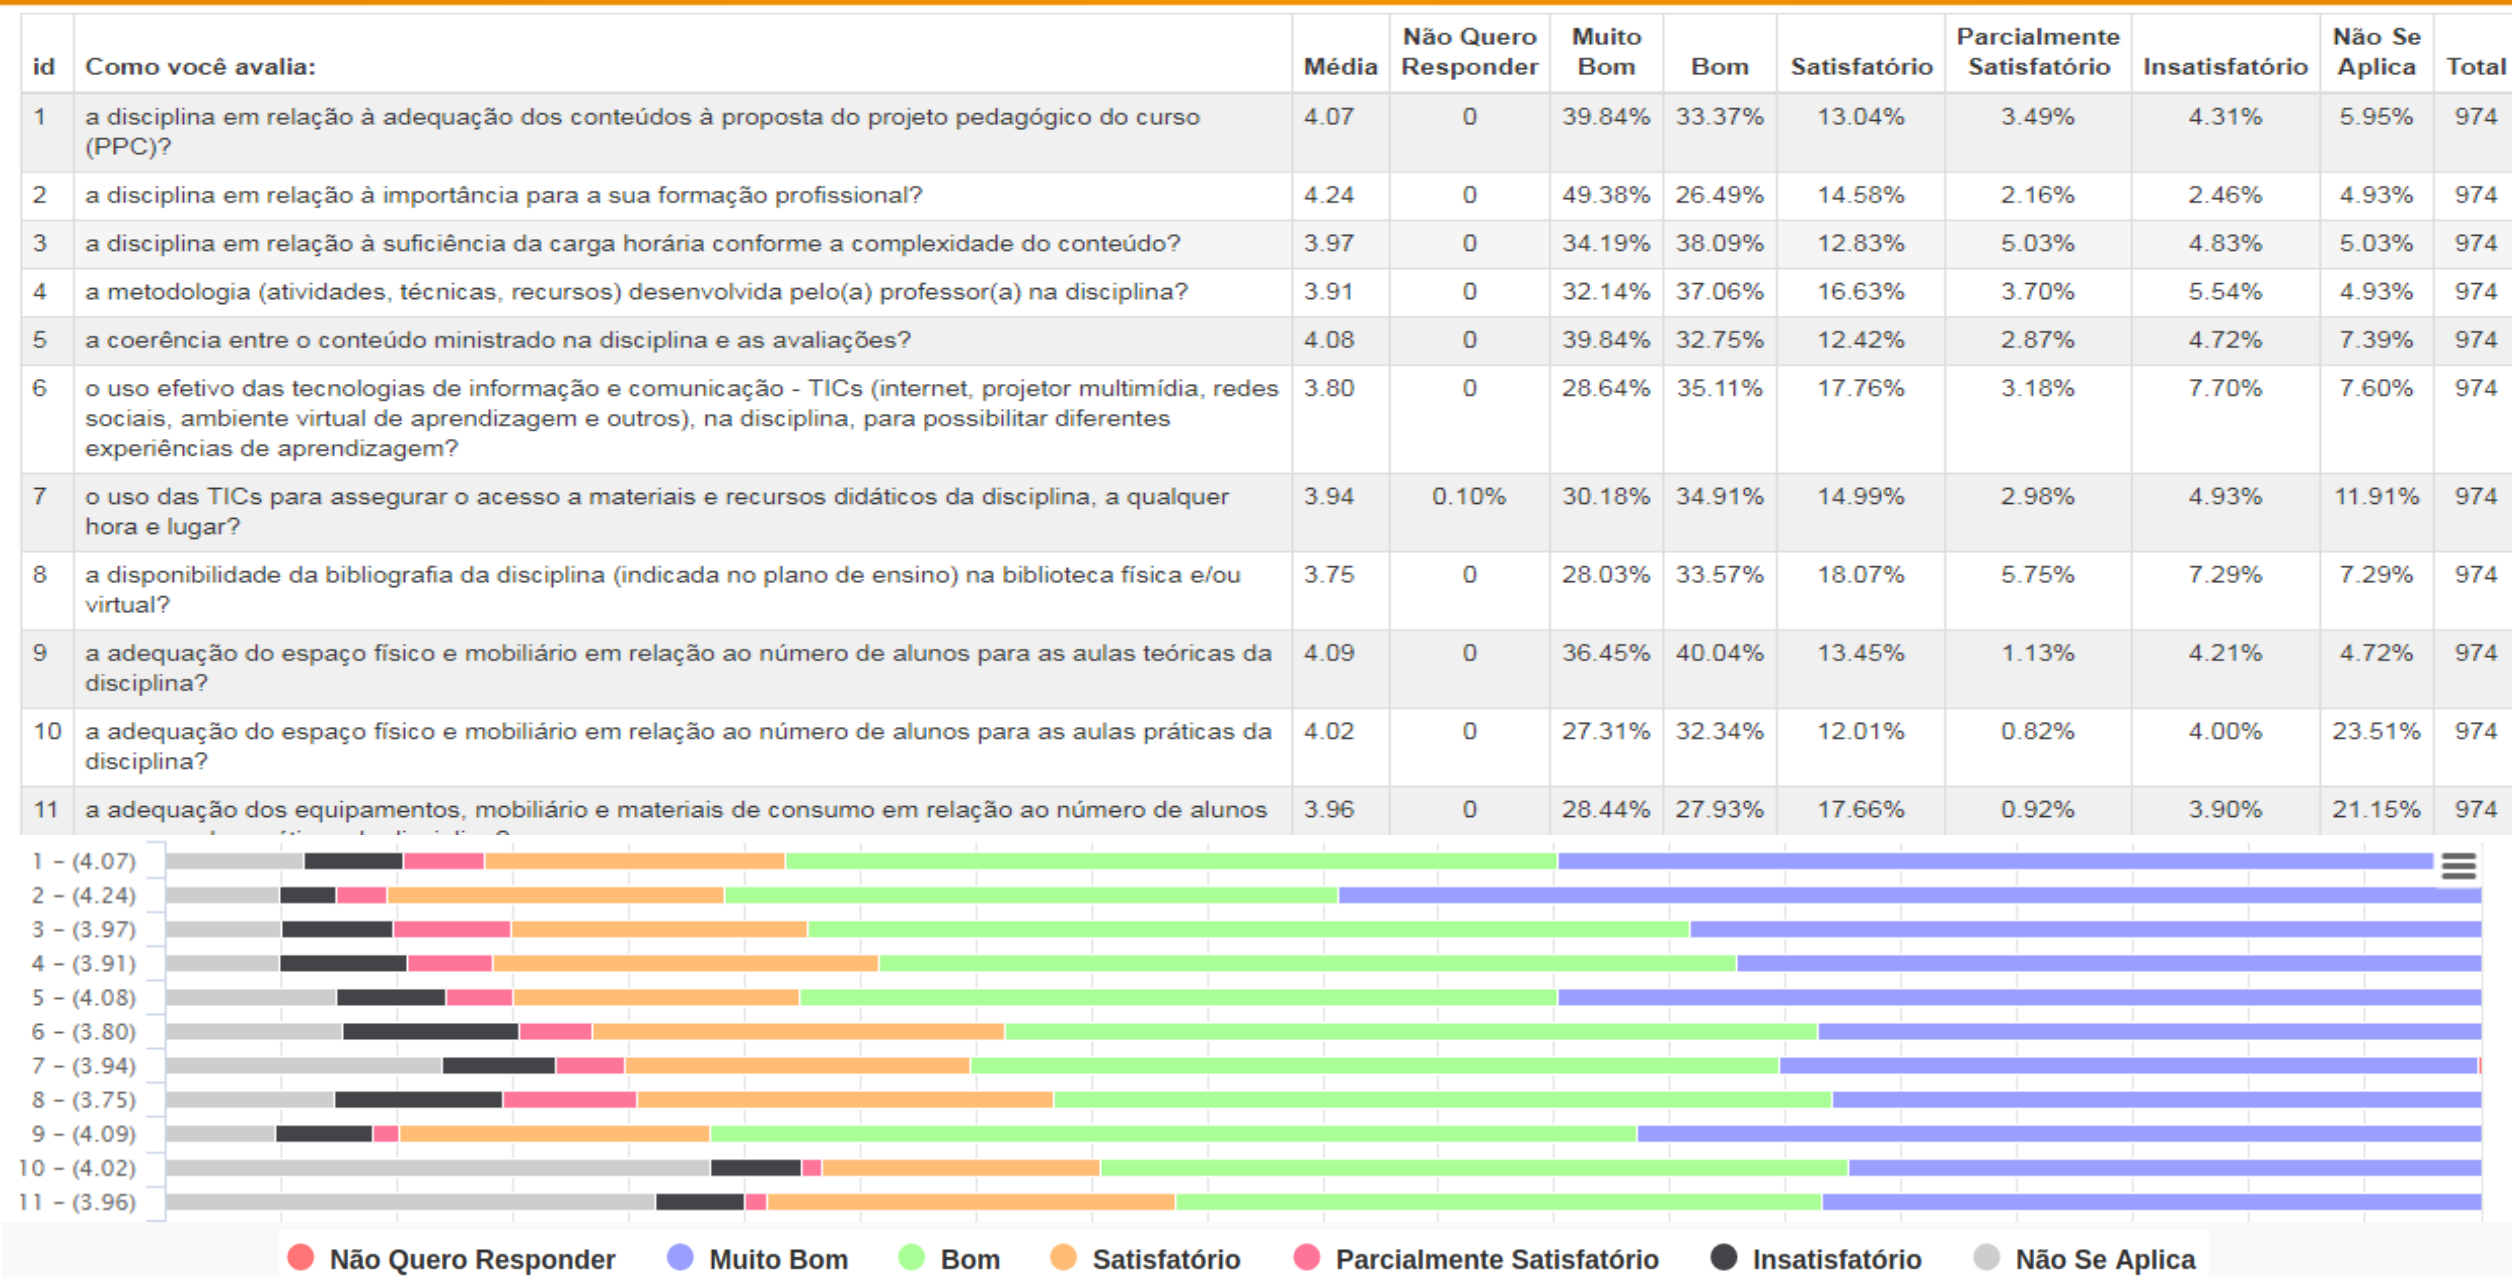 id Como você avalia: Média Não Quero Responder Muito Bom Bom Satisfatório Parcialmente Satisfatório Insatisfatório Não Se Aplica Total
1 a disciplina em relação à adequação dos conteúdos à proposta do projeto pedagógico do curso 4.07 0 39.84% 33.37% 13.04% 3.49% 4.31% 5.95% 974
(PPC)?
2 a disciplina em relação à importância para a sua formação profissional? 4.24 0 49.38% 26.49% 14.58% 2.16% 2.46% 4.93% 974
3 a disciplina em relação à suficiência da carga horária conforme a complexidade do conteúdo? 3.97 0 34.19% 38.09% 12.83% 5.03% 4.83% 5.03% 974
4 a metodologia (atividades, técnicas, recursos) desenvolvida pelo(a) professor(a) na disciplina? 3.91 0 32.14% 37.06% 16.63% 3.70% 5.54% 4.93% 974
5 a coerência entre o conteúdo ministrado na disciplina e as avaliações? 4.08 0 39.84% 32.75% 12.42% 2.87% 4.72% 7.39% 974
6 o uso efetivo das tecnologias de informação e comunicação - TICs (internet, projetor multimídia, redes 3.80 0 28.64% 35.11% 17.76% 3.18% 7.70% 7.60% 974
sociais, ambiente virtual de aprendizagem e outros), na disciplina, para possibilitar diferentes
experiências de aprendizagem?
7 o uso das TICs para assegurar o acesso a materiais e recursos didáticos da disciplina, a qualquer 3.94 0.10% 30.18% 34.91% 14.99% 2.98% 4.93% 11.91% 974
hora e lugar?
8 a disponibilidade da bibliografia da disciplina (indicada no plano de ensino) na biblioteca física e/ou 3.75 0 28.03% 33.57% 18.07% 5.75% 7.29% 7.29% 974
virtual?
9 a adequação do espaço físico e mobiliário em relação ao número de alunos para as aulas teóricas da 4.09 0 36.45% 40.04% 13.45% 1.13% 4.21% 4.72% 974
disciplina?
10 a adequação do espaço físico e mobiliário em relação ao número de alunos para as aulas práticas da 4.02 0 27.31% 32.34% 12.01% 0.82% 4.00% 23.51% 974
disciplina?
11 a adequação dos equipamentos, mobiliário e materiais de consumo em relação ao número de alunos 3.96 0 28.44% 27.93% 17.66% 0.92% 3.90% 21.15% 974
1 - (4.07)
2 - (4.24)
3 - (3.97)
4 - (3.91)
5 - (4.08)
6 - (3.80)
7 - (3.94)
8 - (3.75)
9 - (4.09)
10 - (4.02)
11 - (3.96)
Não Quero Responder Muito Bom Bom Satisfatório Parcialmente Satisfatório Insatisfatório Não Se Aplica